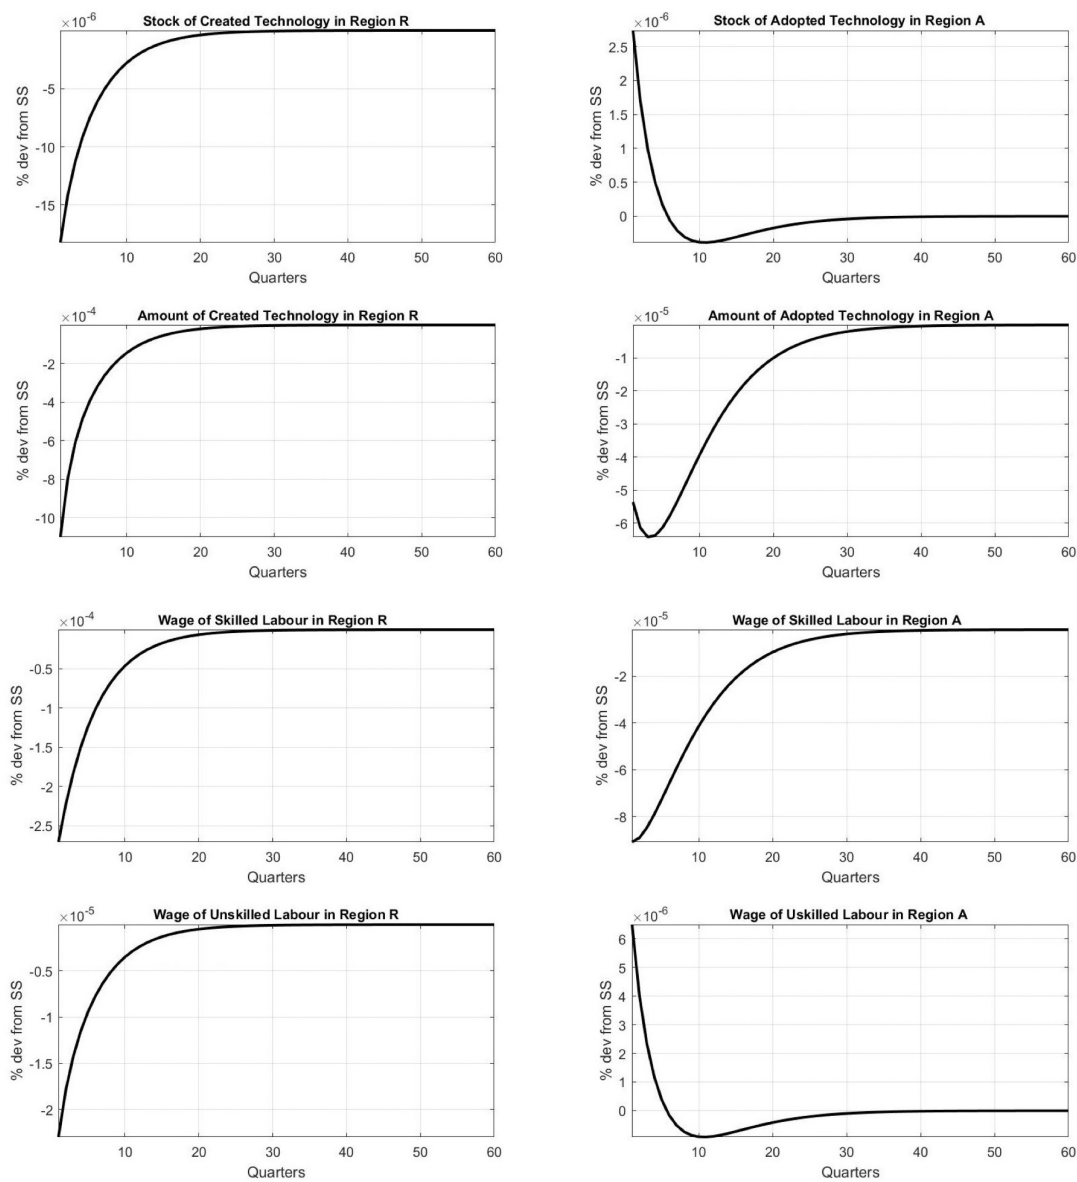 Stock of Created Technology in Region R
×10-6
-5
-10
-15
% dev from SS
10 20 30 40 50 60
Quarters
Stock of Adopted Technology in Region A
×10-6
2.5
2
1.5
1
0.5
0
% dev from SS
10 20 30 40 50 60
Quarters
Amount of Created Technology in Region R
×10-4
-2
-4
-6
-8
-10
% dev from SS
10 20 30 40 50 60
Quarters
Amount of Adopted Technology in Region A
×10-5
-1
-2
-3
-4
-5
-6
% dev from SS
10 20 30 40 50 60
Quarters
Wage of Skilled Labour in Region R
×10-4
-0.5
-1
-1.5
-2
-2.5
% dev from SS
10 20 30 40 50 60
Quarters
Wage of Skilled Labour in Region A
×10-5
-2
-4
-6
-8
% dev from SS
10 20 30 40 50 60
Quarters
Wage of Unskilled Labour in Region R
×10-5
-0.5
-1
-1.5
-2
% dev from SS
10 20 30 40 50 60
Quarters
Wage of Uskilled Labour in Region A
×10-6
6
5
4
3
2
1
0
% dev from SS
10 20 30 40 50 60
Quarters